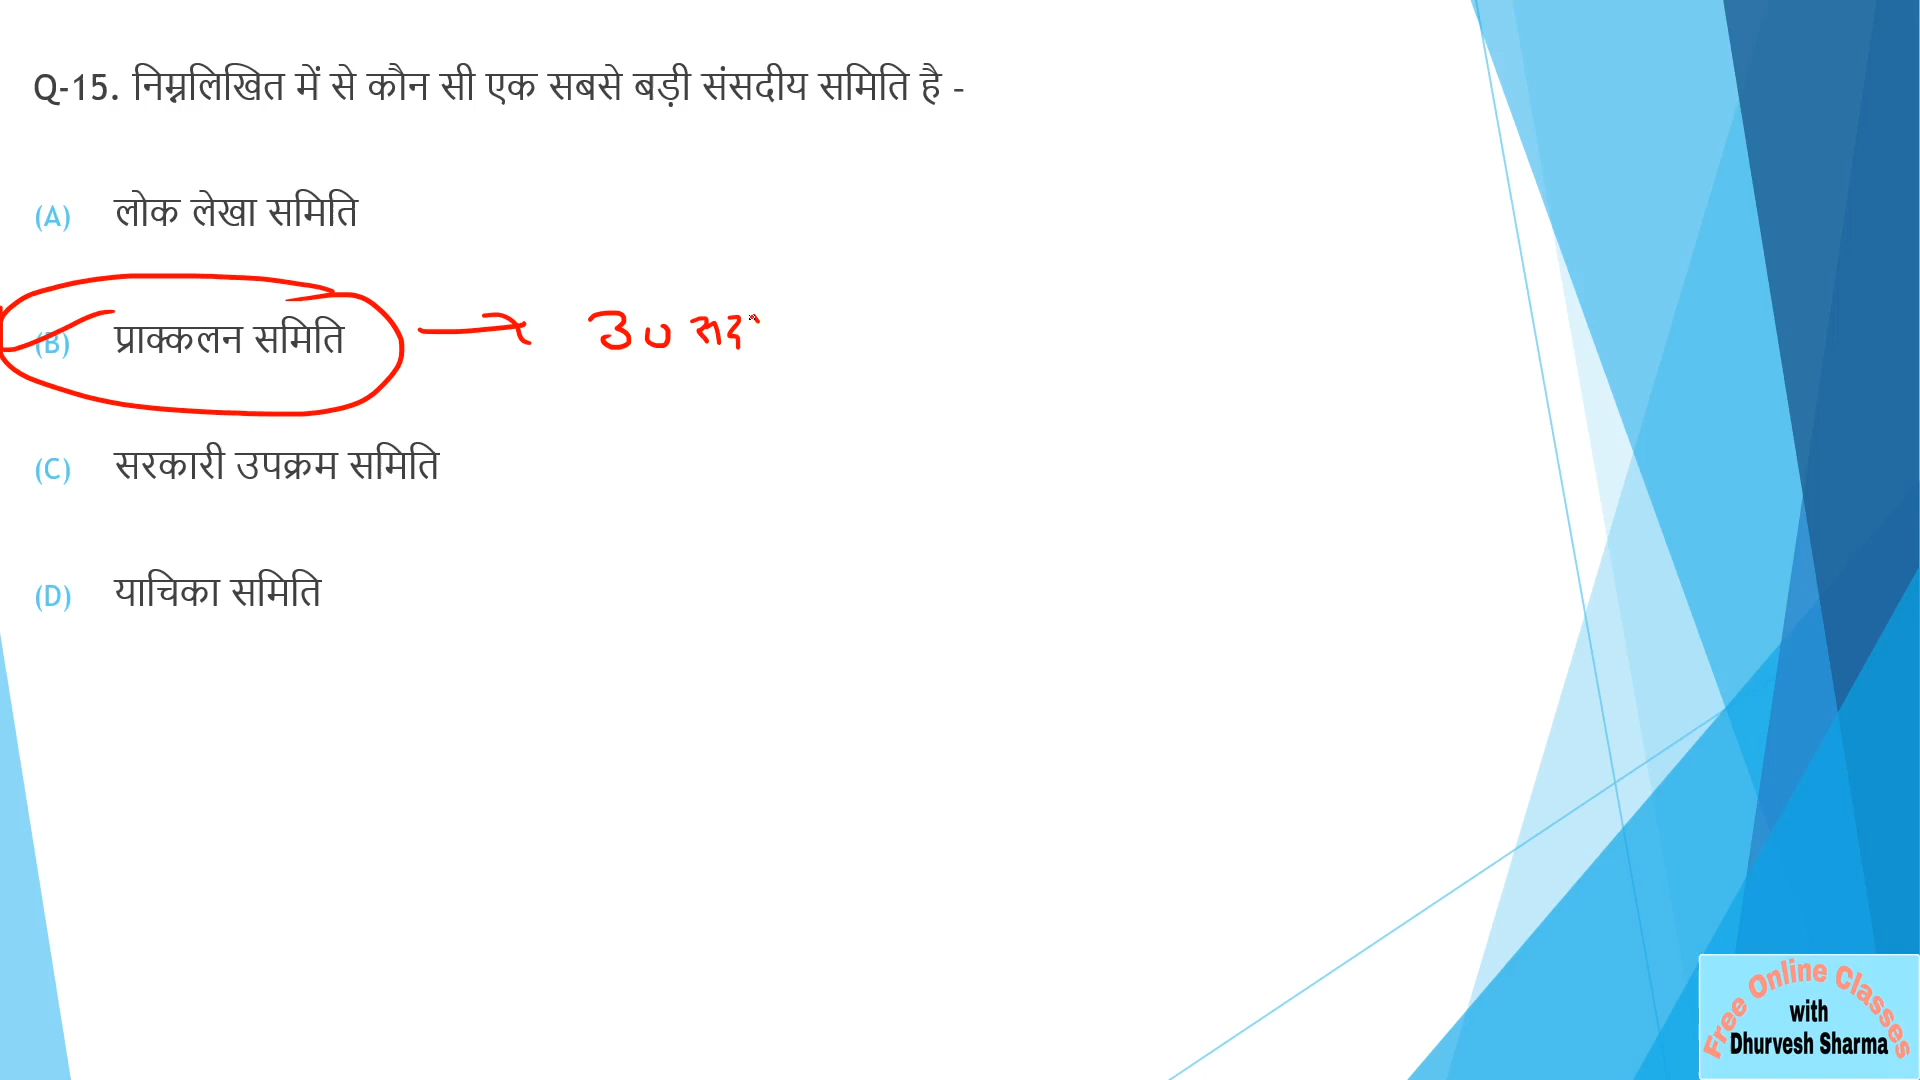 Q-15. निम्नलिखित में से कौन सी एक सबसे बड़ी संसदीय समिति है -
(A) लोक लेखा समिति
(B) प्राक्कलन समिति → 30
(C) सरकारी उपक्रम समिति
(D) याचिका समिति
Free Online Classes
with
Dhurvesh Sharma